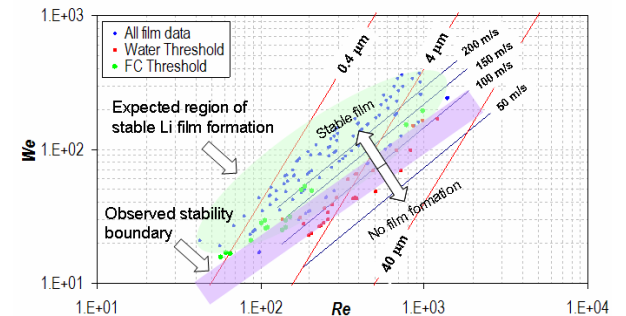 1.E+03
All film data
Water Threshold
FC Threshold
0.4 µm
4 µm
200 m/s
150 m/s
100 m/s
50 m/s
Expected region of
stable Li film formation
Stable film
We
1.E+02
Observed stability
boundary
No film formation
40 µm
1.E+01
1.E+01
1.E+02
Re
1.E+03
1.E+04